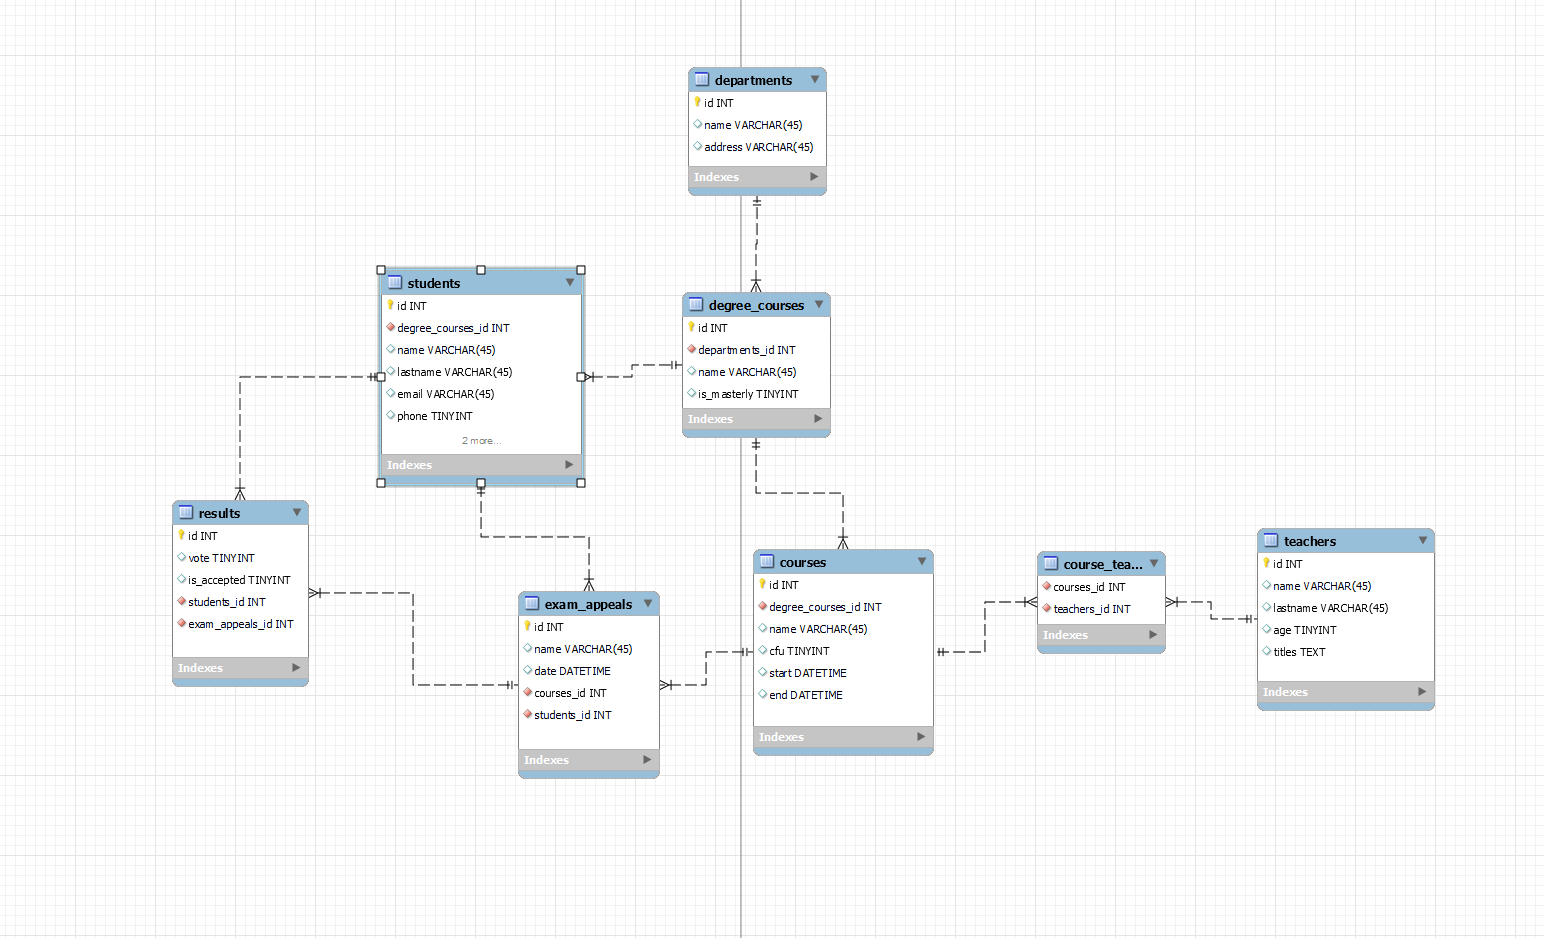 departments
id INT
name VARCHAR(45)
address VARCHAR(45)
Indexes
students
id INT
degree_courses_id INT
name VARCHAR(45)
lastname VARCHAR(45)
email VARCHAR(45)
phone TINYINT
2 more...
Indexes
degree_courses
id INT
departments_id INT
name VARCHAR(45)
is_masterly TINYINT
Indexes
results
id INT
vote TINYINT
is_accepted TINYINT
students_id INT
exam_appeals_id INT
Indexes
exam_appeals
id INT
name VARCHAR(45)
date DATETIME
courses_id INT
students_id INT
Indexes
courses
id INT
degree_courses_id INT
name VARCHAR(45)
cfu TINYINT
start DATETIME
end DATETIME
Indexes
course_tea...
courses_id INT
teachers_id INT
Indexes
teachers
id INT
name VARCHAR(45)
lastname VARCHAR(45)
age TINYINT
titles TEXT
Indexes